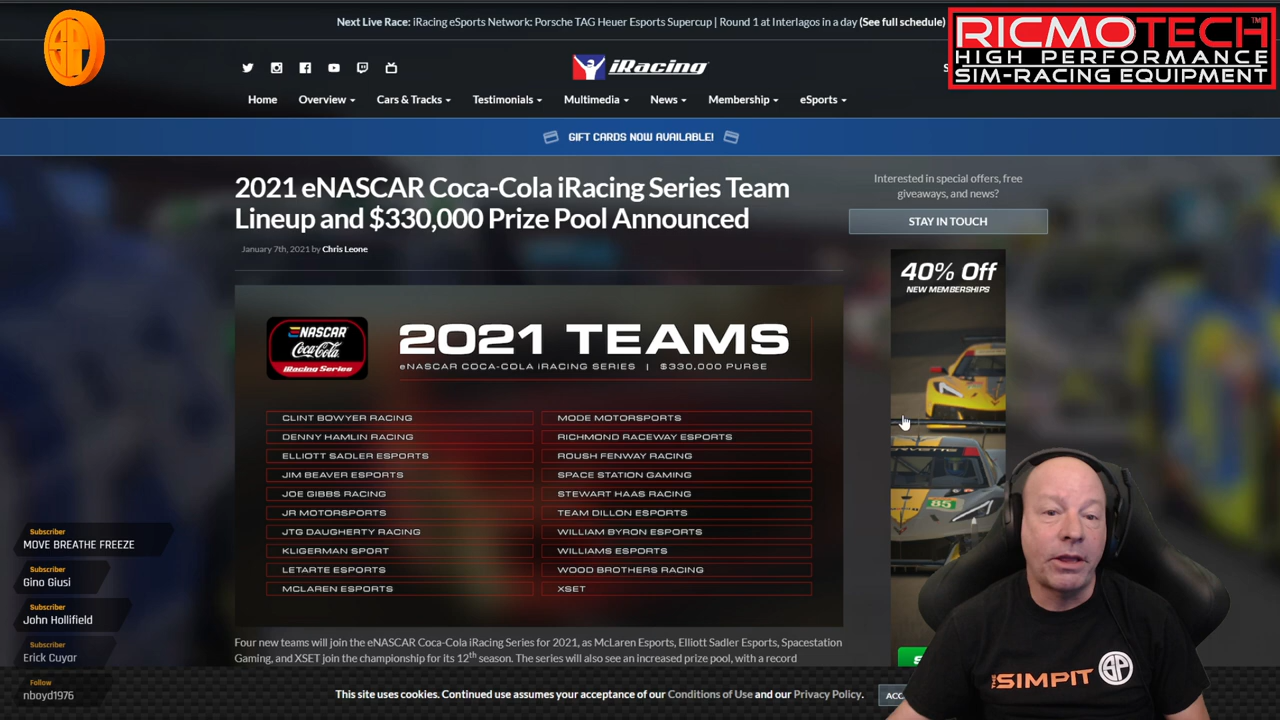 Next Live Race: iRacing eSports Network: Porsche TAG Heuer Esports Supercup | Round 1 at Interlagos in a day (See full schedule)
SP
RICMOTECH™
HIGH PERFORMANCE
SIM-RACING EQUIPMENT
iRacing
Home
Overview
Cars & Tracks
Testimonials
Multimedia
News
Membership
eSports
GIFT CARDS NOW AVAILABLE!
2021 eNASCAR Coca-Cola iRacing Series Team
Lineup and $330,000 Prize Pool Announced
January 7th, 2021 by Chris Leone
Interested in special offers, free
giveaways, and news?
STAY IN TOUCH
40% Off
NEW MEMBERSHIPS
eNASCAR
Coca-Cola
iRacing Series
2021 TEAMS
eNASCAR COCA-COLA iRACING SERIES | $330,000 PURSE
CLINT BOWYER RACING
DENNY HAMLIN RACING
ELLIOTT SADLER ESPORTS
JIM BEAVER ESPORTS
JOE GIBBS RACING
JR MOTORSPORTS
JTG DAUGHERTY RACING
KLIGERMAN SPORT
LETARTE ESPORTS
MCLAREN ESPORTS
MODE MOTORSPORTS
RICHMOND RACEWAY ESPORTS
ROUSH FENWAY RACING
SPACE STATION GAMING
STEWART HAAS RACING
TEAM DILLON ESPORTS
WILLIAM BYRON ESPORTS
WILLIAMS ESPORTS
WOOD BROTHERS RACING
XSET
85
Four new teams will join the eNASCAR Coca-Cola iRacing Series for 2021, as McLaren Esports, Elliott Sadler Esports, Spacestation
Gaming, and XSET join the championship for its 12th season. The series will also see an increased prize pool, with a record
Subscriber
MOVE BREATHE FREEZE
Subscriber
Gino Giusi
Subscriber
John Hollifield
Subscriber
Erick Cuyar
Follow
nboyd1976
This site uses cookies. Continued use assumes your acceptance of our Conditions of Use and our Privacy Policy.
THE SIMPIT SP